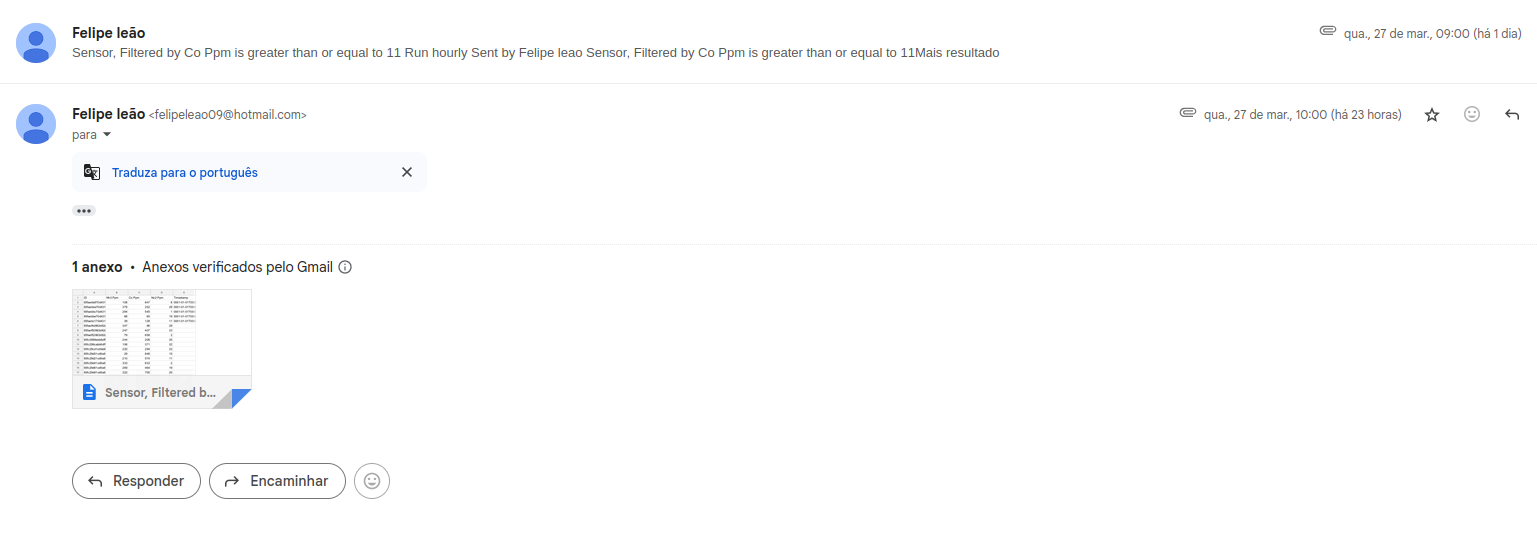 Felipe leão
qua., 27 de mar., 09:00 (há 1 dia)
Sensor, Filtered by Co Ppm is greater than or equal to 11 Run hourly Sent by Felipe leao Sensor, Filtered by Co Ppm is greater than or equal to 11Mais resultado
Felipe leão <felipeleao09@hotmail.com>
qua., 27 de mar., 10:00 (há 23 horas)
para
Traduza para o português
1 anexo • Anexos verificados pelo Gmail
Sensor, Filtered b...
Responder
Encaminhar